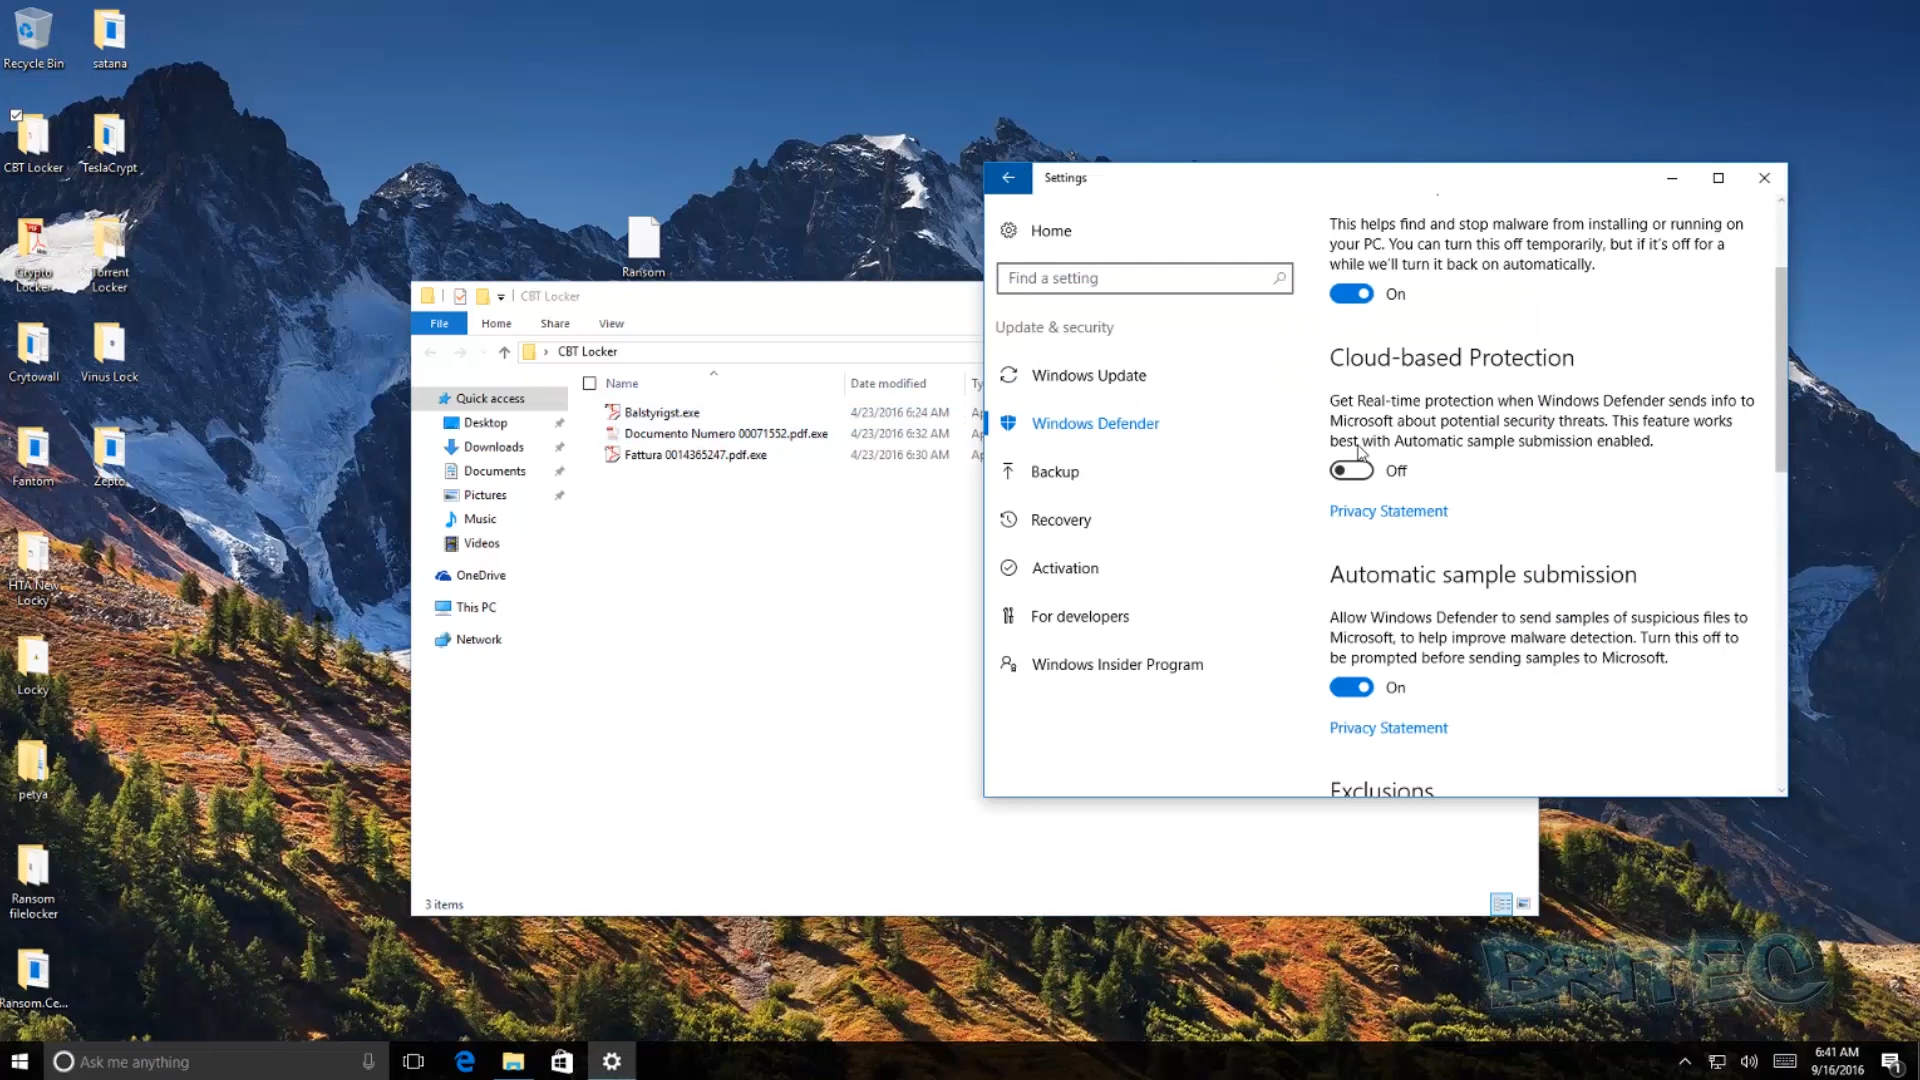 Recycle Bin
satana
CBT Locker
TeslaCrypt
Crypto Locker
Torrent Locker
Crytowall
Vinus Lock
Fantom
Zepto
HTA New Locky
Locky
petya
Ransom filelocker
Ransom.Ce...
Ransom
CBT Locker
File
Home
Share
View
CBT Locker
Name
Date modified
Ty
Quick access
Desktop
Downloads
Documents
Pictures
Music
Videos
OneDrive
This PC
Network
Balstyrigst.exe 4/23/2016 6:24 AM Ap
Documento Numero 00071552.pdf.exe 4/23/2016 6:32 AM Ap
Fattura 0014365247.pdf.exe 4/23/2016 6:30 AM Ap
3 items
Settings
Home
Find a setting
Update & security
Windows Update
Windows Defender
Backup
Recovery
Activation
For developers
Windows Insider Program
This helps find and stop malware from installing or running on
your PC. You can turn this off temporarily, but if it's off for a
while we'll turn it back on automatically.
On
Cloud-based Protection
Get Real-time protection when Windows Defender sends info to
Microsoft about potential security threats. This feature works
best with Automatic sample submission enabled.
Off
Privacy Statement
Automatic sample submission
Allow Windows Defender to send samples of suspicious files to
Microsoft, to help improve malware detection. Turn this off to
be prompted before sending samples to Microsoft.
On
Privacy Statement
Exclusions
BRITEC
Ask me anything
6:41 AM
9/16/2016
1